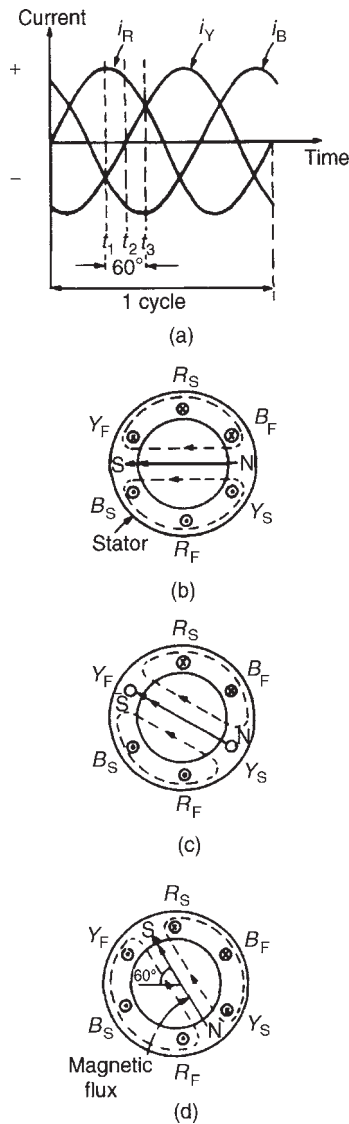 Current
i_R i_Y i_B
+
Time
−
t_1 t_2 t_3
60°
1 cycle
(a)
R_S
Y_F B_F
S N
B_S Y_S
Stator R_F
(b)
R_S
Y_F B_F
S N
B_S Y_S
R_F
(c)
R_S
Y_F S B_F
60°
B_S N Y_S
Magnetic R_F
flux
(d)